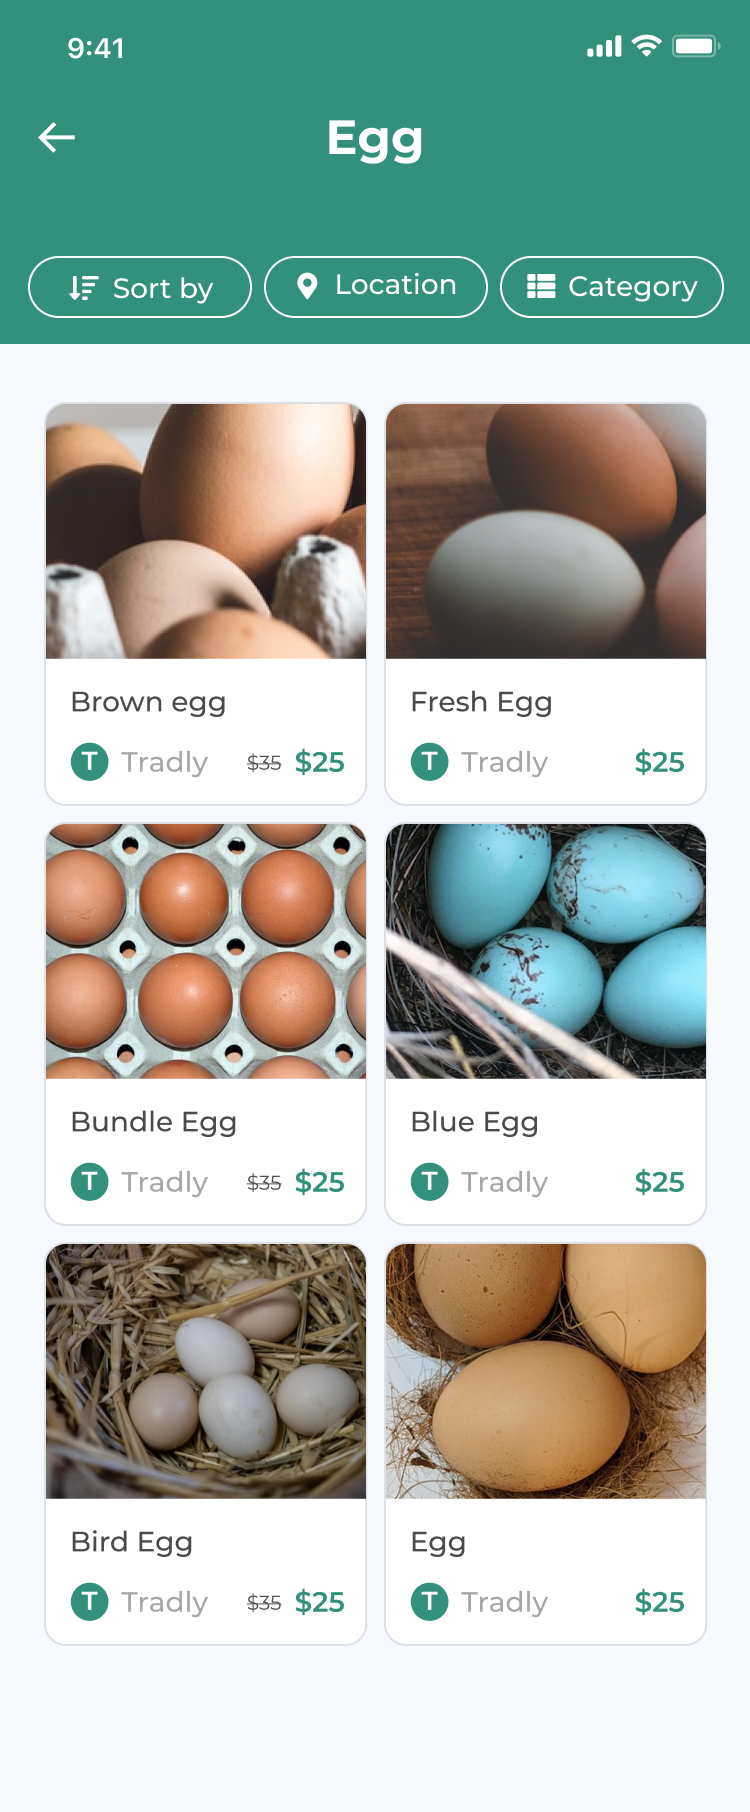 9:41
Egg
Sort by
Location
Category
Brown egg
T Tradly $35 $25
Fresh Egg
T Tradly $25
Bundle Egg
T Tradly $35 $25
Blue Egg
T Tradly $25
Bird Egg
T Tradly $35 $25
Egg
T Tradly $25